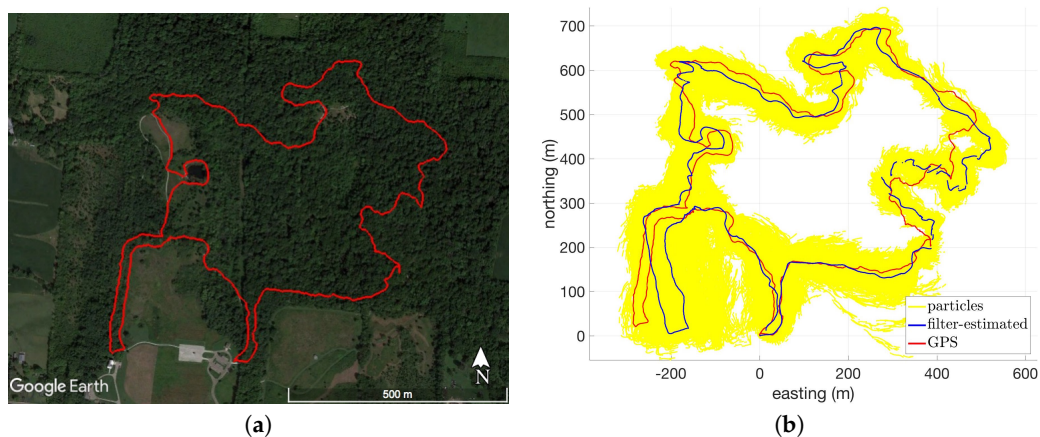 Google Earth
500 m
N
(a)
northing (m)
700
600
500
400
300
200
100
0
-200
0
200
400
600
easting (m)
particles
filter-estimated
GPS
(b)